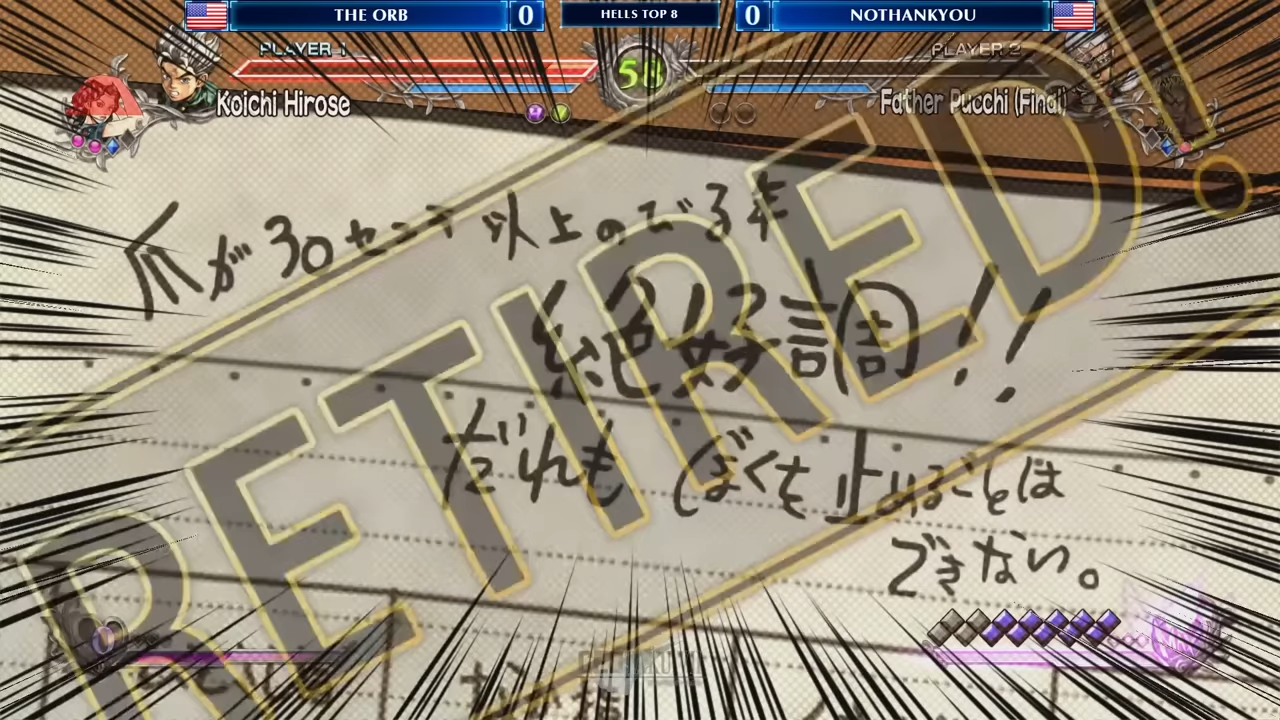 THE ORB 0 HELLS TOP 8 0 NOTHANKYOU
PLAYER 1 58 PLAYER 2
Koichi Hirose Father Pucchi (Final)
爪が30センチ以上のびる年
絶好調!!
だれもぼくを止めることは
できない。
RETIRED!